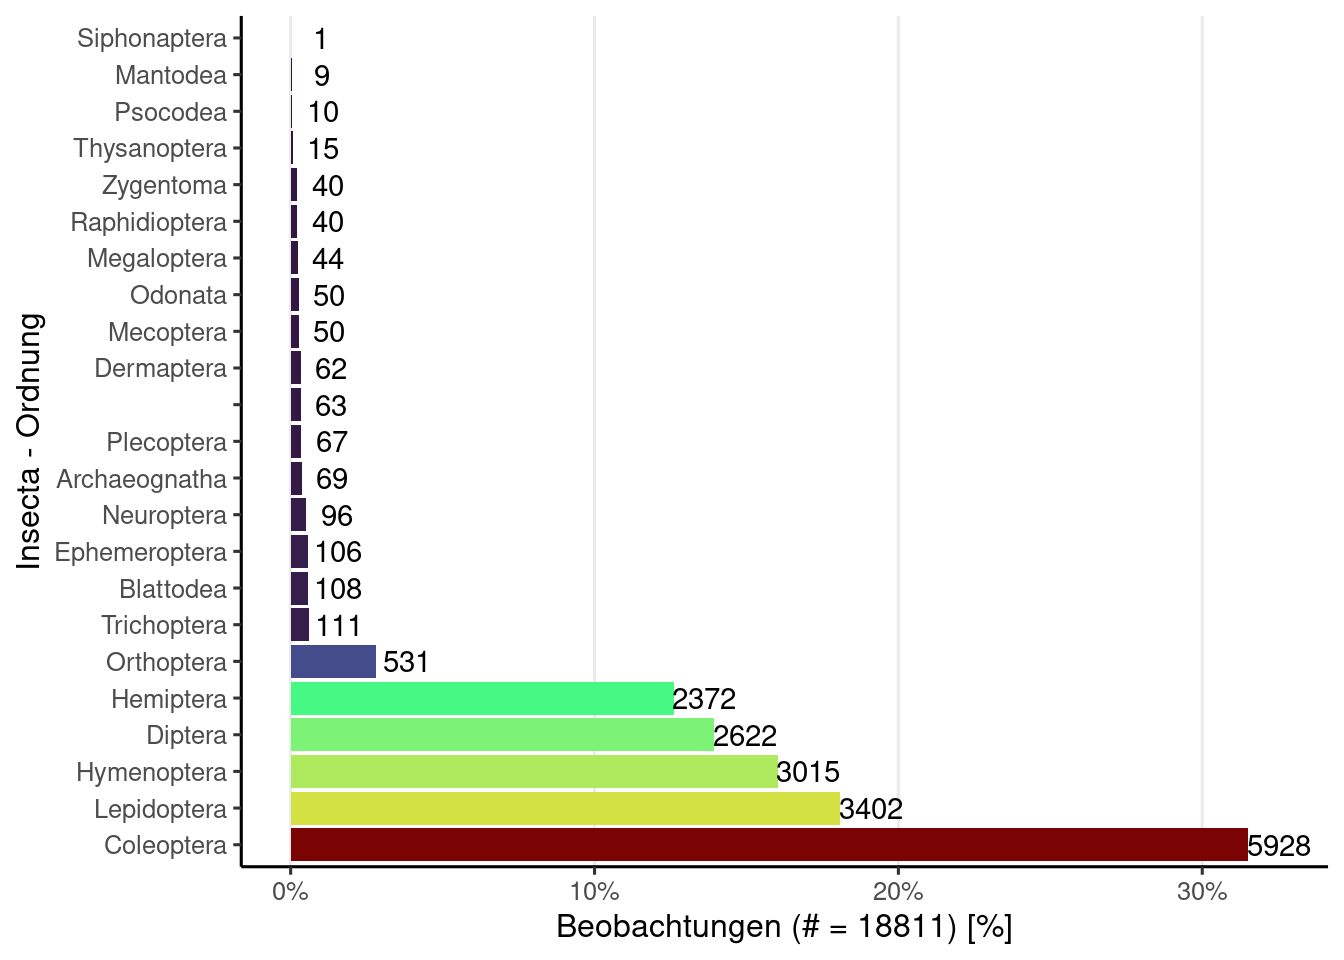 Siphonaptera 1
Mantodea 9
Psocodea 10
Thysanoptera 15
Zygentoma 40
Raphidioptera 40
Megaloptera 44
Odonata 50
Mecoptera 50
Dermaptera 62
63
Plecoptera 67
Archaeognatha 69
Neuroptera 96
Ephemeroptera 106
Blattodea 108
Trichoptera 111
Orthoptera 531
Hemiptera 2372
Diptera 2622
Hymenoptera 3015
Lepidoptera 3402
Coleoptera 5928
Insecta - Ordnung
0% 10% 20% 30%
Beobachtungen (# = 18811) [%]